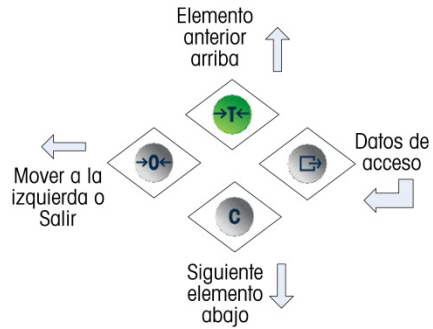 Elemento
anterior
arriba
→T←
→0←
Datos de
acceso
Mover a la
izquierda o
Salir
C
Siguiente
elemento
abajo